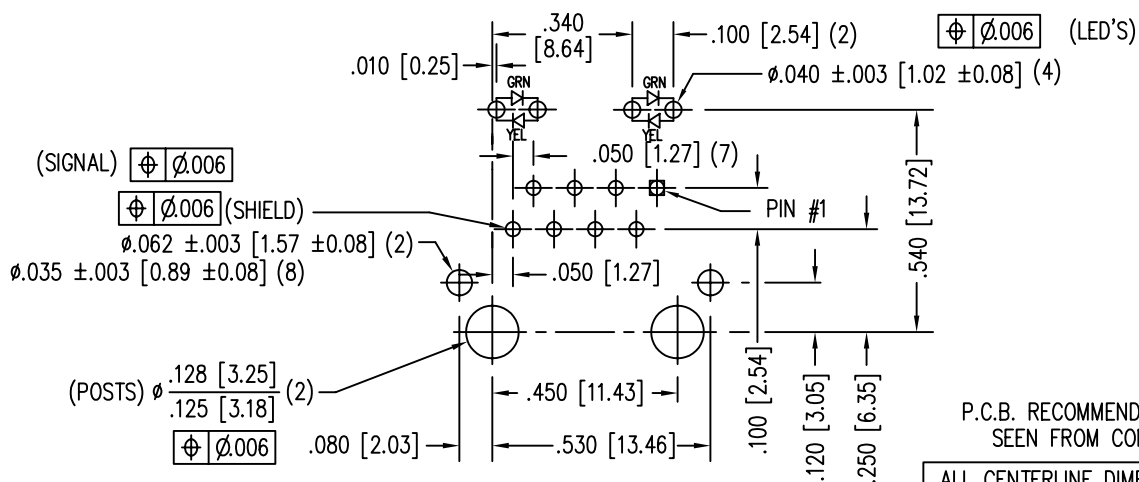 .340
[8.64]
.100 [2.54] (2)
⌖ Ø.006 (LED'S)
.010 [0.25]
Ø.040 ±.003 [1.02 ±0.08] (4)
GRN
GRN
YEL
YEL
(SIGNAL) ⌖ Ø.006
.050 [1.27] (7)
⌖ Ø.006 (SHIELD)
PIN #1
Ø.062 ±.003 [1.57 ±0.08] (2)
Ø.035 ±.003 [0.89 ±0.08] (8)
.050 [1.27]
.540 [13.72]
(POSTS) Ø .128 [3.25] (2)
.125 [3.18]
⌖ Ø.006
.450 [11.43]
.080 [2.03]
.530 [13.46]
.100 [2.54]
.120 [3.05]
.250 [6.35]
P.C.B. RECOMMEND
SEEN FROM CO
ALL CENTERLINE DIM